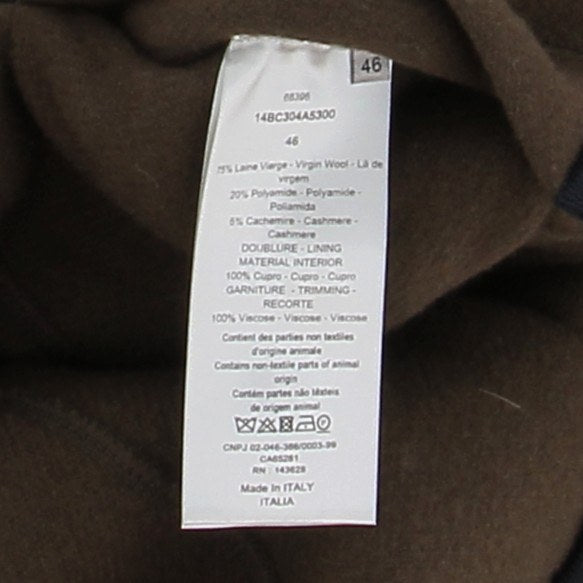 46
68396
14BC304A5300
46
75% Laine Vierge - Virgin Wool - Lã de
virgem
20% Polyamide - Polyamide -
Poliamida
5% Cachemire - Cashmere -
Cashmere
DOUBLURE - LINING
MATERIAL INTERIOR
100% Cupro - Cupro - Cupro
GARNITURE - TRIMMING -
RECORTE
100% Viscose - Viscose - Viscose
Contient des parties non textiles
d'origine animale
Contains non-textile parts of animal
origin
Contém partes não têxteis
de origem animal
CNPJ 02-046-366/0003-99
CA65281
RN : 143628
Made In ITALY
ITALIA